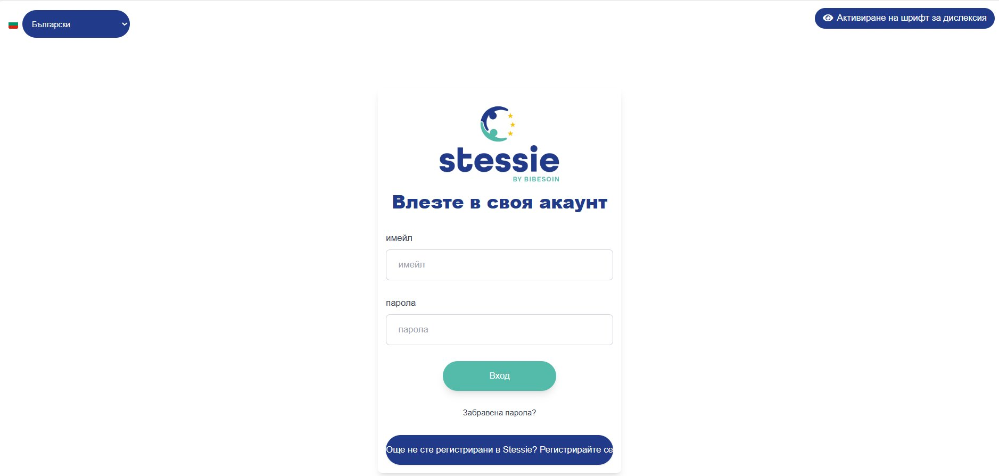 Български
Активиране на шрифт за дислексия
stessie
BY BIBESOIN
Влезте в своя акаунт
имейл
имейл
парола
парола
Вход
Забравена парола?
Още не сте регистрирани в Stessie? Регистрирайте се